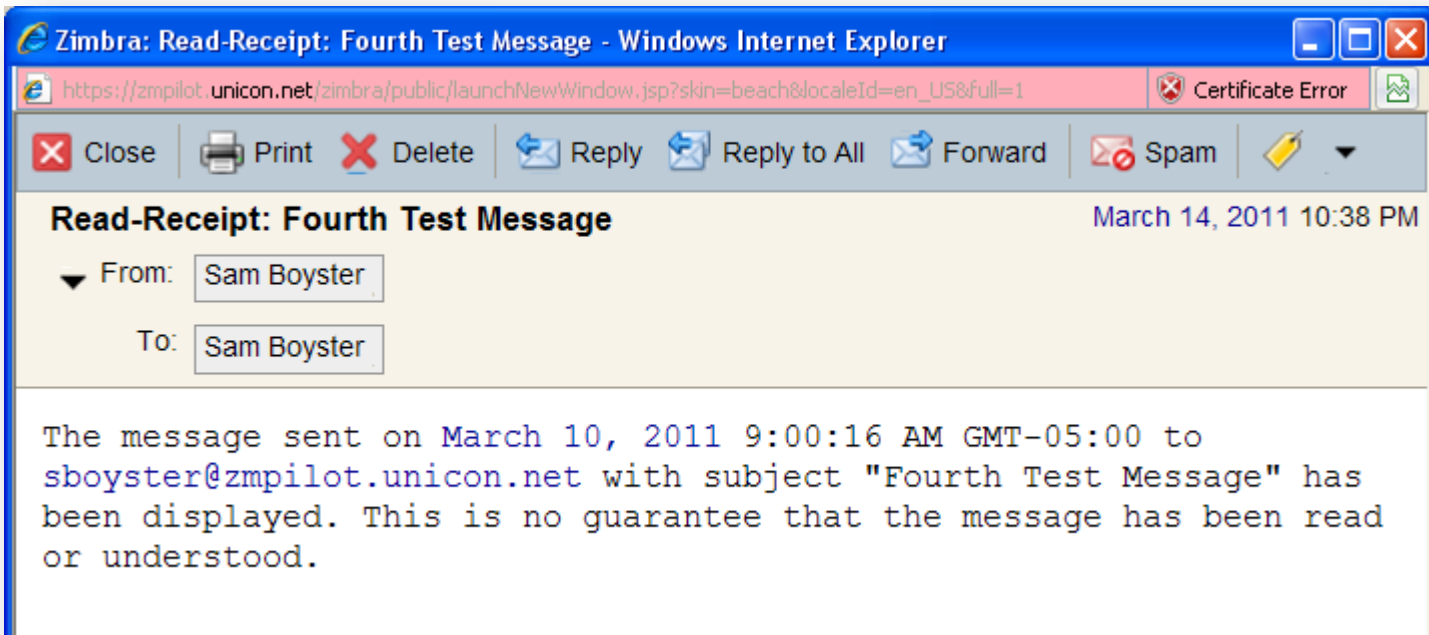 Zimbra: Read-Receipt: Fourth Test Message - Windows Internet Explorer
https://zmpilot.unicon.net/zimbra/public/launchNewWindow.jsp?skin=beach&localeId=en_US&full=1 Certificate Error
Close Print Delete Reply Reply to All Forward Spam
Read-Receipt: Fourth Test Message March 14, 2011 10:38 PM
From: Sam Boyster
To: Sam Boyster
The message sent on March 10, 2011 9:00:16 AM GMT-05:00 to
sboyster@zmpilot.unicon.net with subject "Fourth Test Message" has
been displayed. This is no guarantee that the message has been read
or understood.